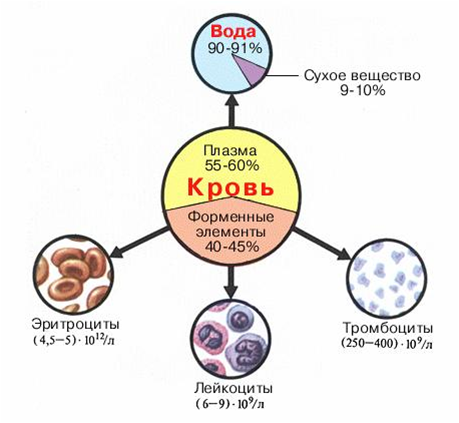 Вода
90-91%
Сухое вещество
9-10%
Плазма
55-60%
Кровь
Форменные
элементы
40-45%
Эритроциты
(4,5—5)·10¹²/л
Лейкоциты
(6—9)·10⁹/л
Тромбоциты
(250—400)·10⁹/л